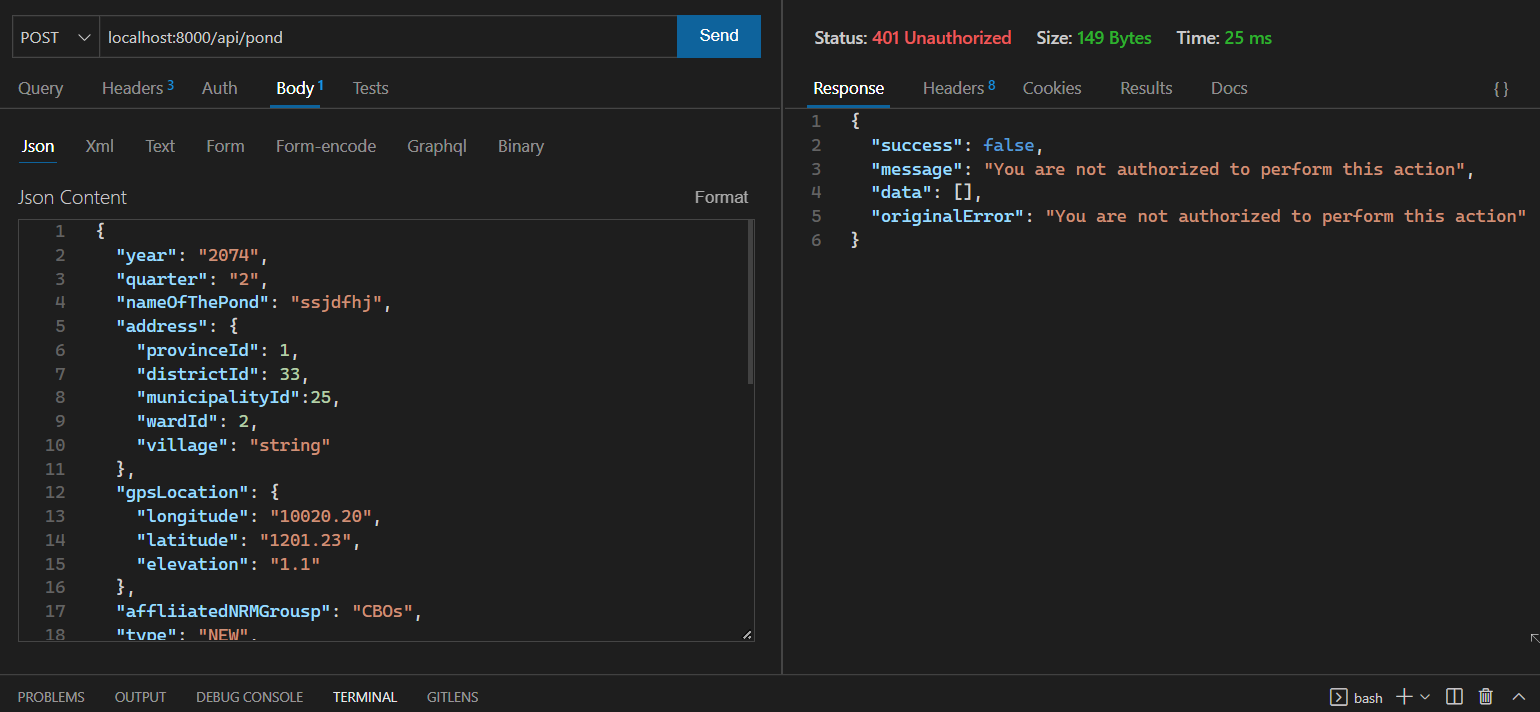 POST localhost:8000/api/pond Send
Query Headers 3 Auth Body 1 Tests
Json Xml Text Form Form-encode Graphql Binary
Json Content Format
1 {
2 "year": "2074",
3 "quarter": "2",
4 "nameOfThePond": "ssjdfhj",
5 "address": {
6 "provinceId": 1,
7 "districtId": 33,
8 "municipalityId":25,
9 "wardId": 2,
10 "village": "string"
11 },
12 "gpsLocation": {
13 "longitude": "10020.20",
14 "latitude": "1201.23",
15 "elevation": "1.1"
16 },
17 "affliiatedNRMGrousp": "CBOs",
18 "type": "NEW",
Status: 401 Unauthorized Size: 149 Bytes Time: 25 ms
Response Headers 8 Cookies Results Docs { }
1 {
2 "success": false,
3 "message": "You are not authorized to perform this action",
4 "data": [],
5 "originalError": "You are not authorized to perform this action"
6 }
PROBLEMS OUTPUT DEBUG CONSOLE TERMINAL GITLENS bash